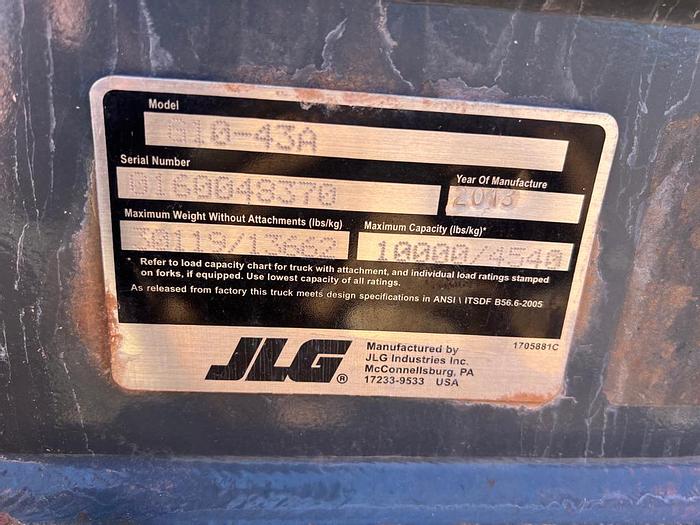 Model
G10-43A
Serial Number
0160048370
Year Of Manufacture
2013
Maximum Weight Without Attachments (lbs/kg)
Maximum Capacity (lbs/kg)*
30119/13662
10000/4540
* Refer to load capacity chart for truck with attachment, and individual load ratings stamped
on forks, if equipped. Use lowest capacity of all ratings.
As released from factory this truck meets design specifications in ANSI \ ITSDF B56.6-2005
JLG®
Manufactured by
JLG Industries Inc.
McConnellsburg, PA
17233-9533 USA
1705881C